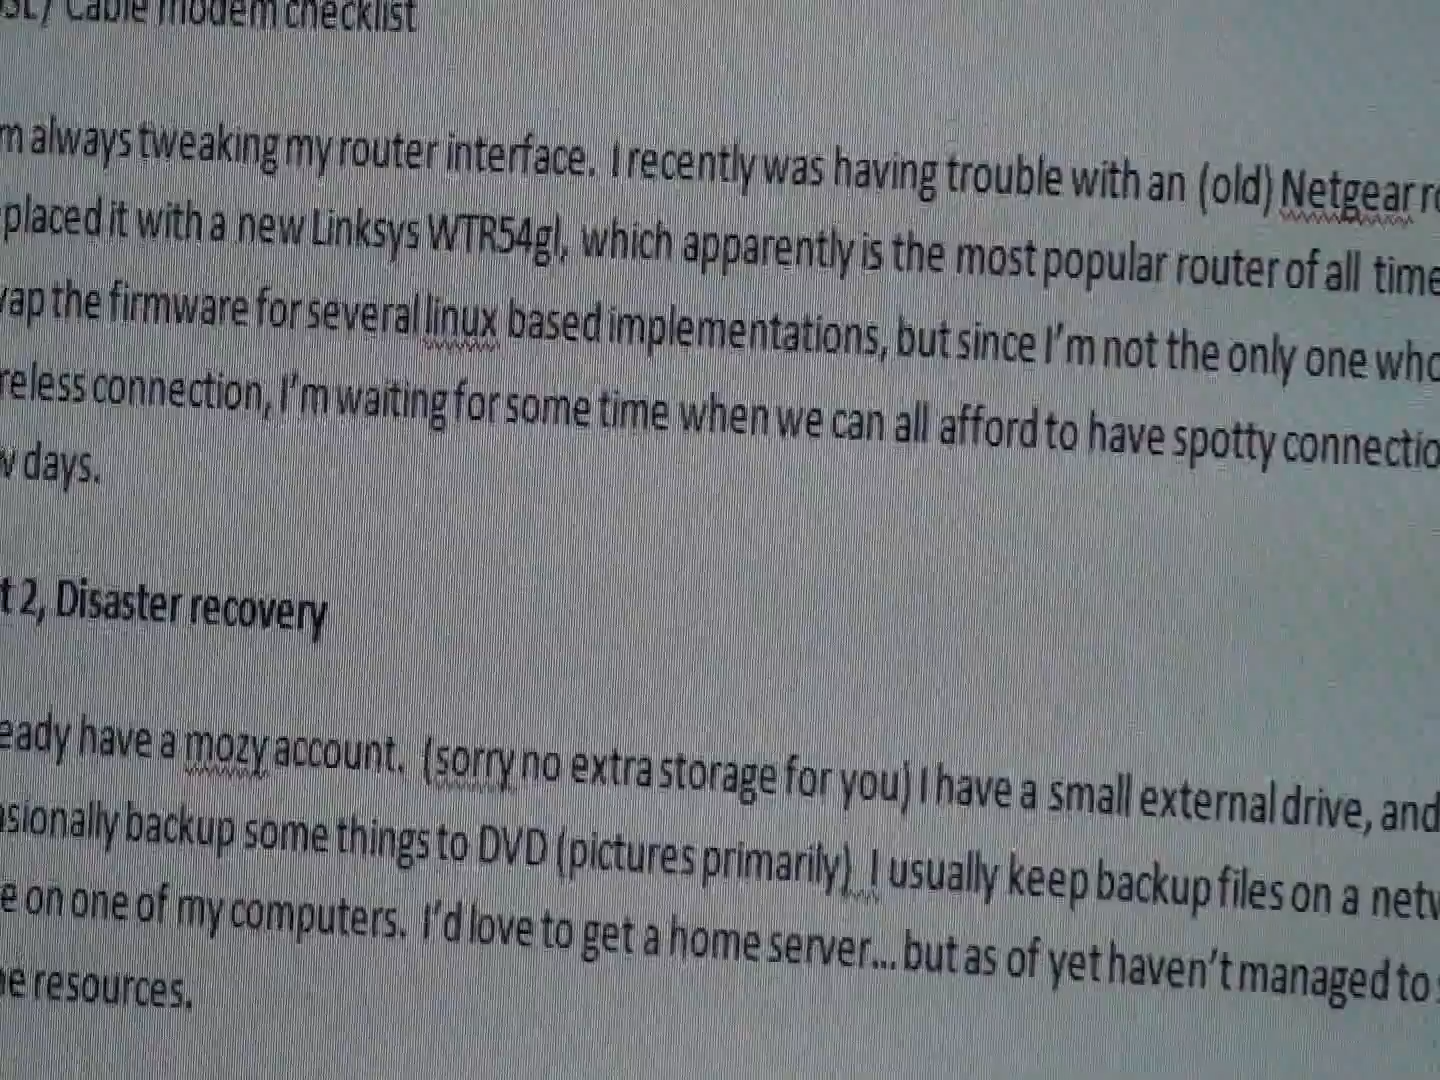 Cable modem checklist
always tweaking my router interface. I recently was having trouble with an (old) Netgear
placed it with a new Linksys WTR54gl, which apparently is the most popular router of all time
the firmware for several linux based implementations, but since I'm not the only one who
reless connection, I'm waiting for some time when we can all afford to have spotty connectio
days.
t 2, Disaster recovery
eady have a mozy account. (sorry no extra storage for you) I have a small external drive, and
sionally backup some things to DVD (pictures primarily) I usually keep backup files on a netw
e on one of my computers. I'd love to get a home server... but as of yet haven't managed to
resources.